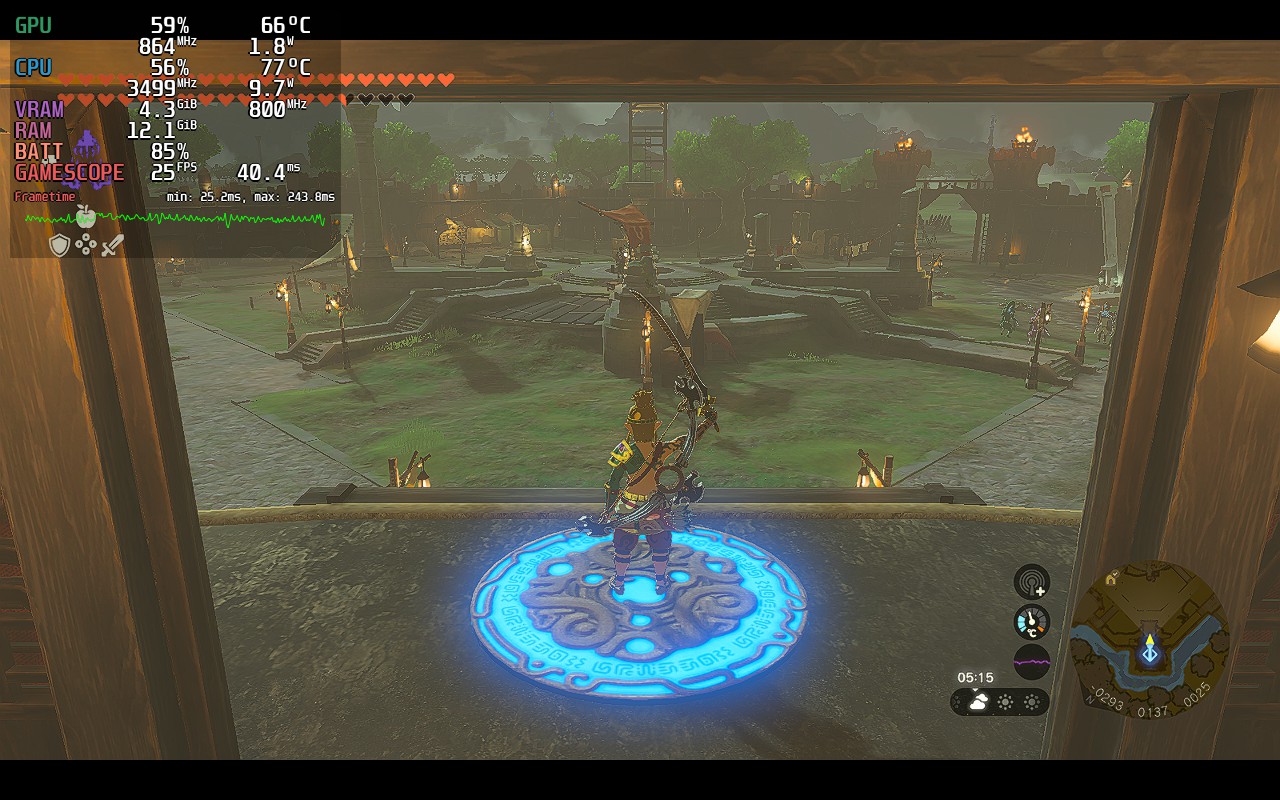 GPU 59% 66°C
864MHz 1.8W
CPU 56% 77°C
3499MHz 9.7W
VRAM 4.3GiB 800MHz
RAM 12.1GiB
BATT 85%
GAMESCOPE 25FPS 40.4ms
Frametime min: 25.2ms, max: 243.8ms
°C
05:15
N -0293 0137 0025